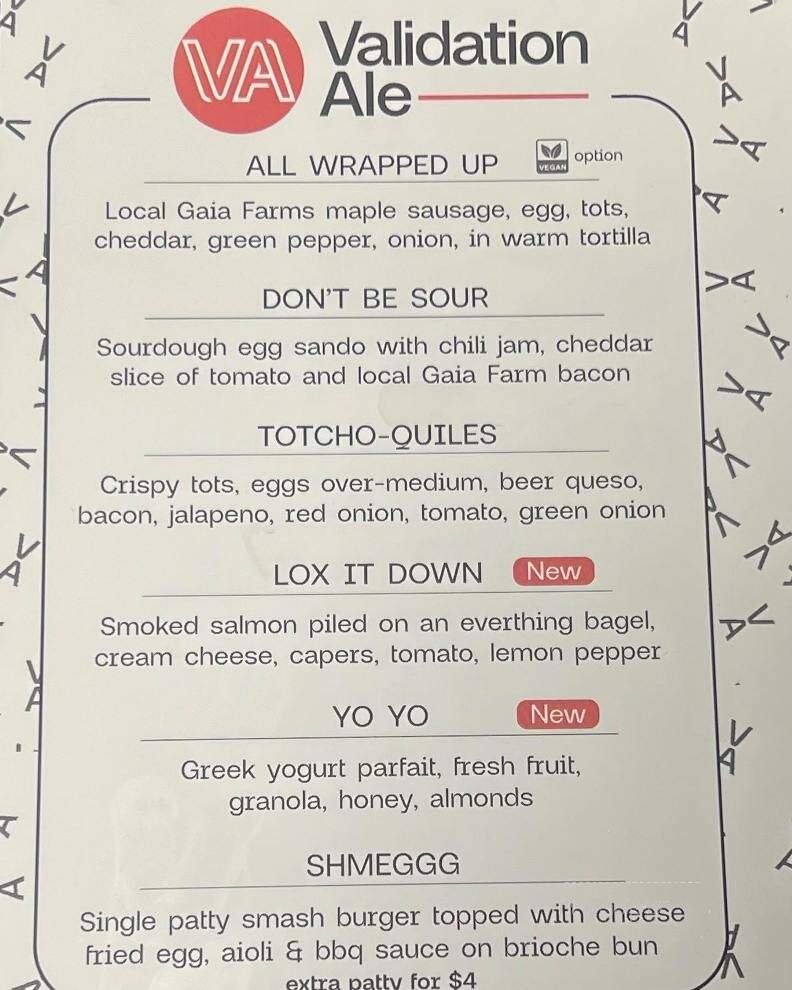 VA Validation
Ale
ALL WRAPPED UP VEGAN option
Local Gaia Farms maple sausage, egg, tots,
cheddar, green pepper, onion, in warm tortilla
DON'T BE SOUR
Sourdough egg sando with chili jam, cheddar
slice of tomato and local Gaia Farm bacon
TOTCHO-QUILES
Crispy tots, eggs over-medium, beer queso,
bacon, jalapeno, red onion, tomato, green onion
LOX IT DOWN New
Smoked salmon piled on an everthing bagel,
cream cheese, capers, tomato, lemon pepper
YO YO New
Greek yogurt parfait, fresh fruit,
granola, honey, almonds
SHMEGGG
Single patty smash burger topped with cheese
fried egg, aioli & bbq sauce on brioche bun
extra patty for $4